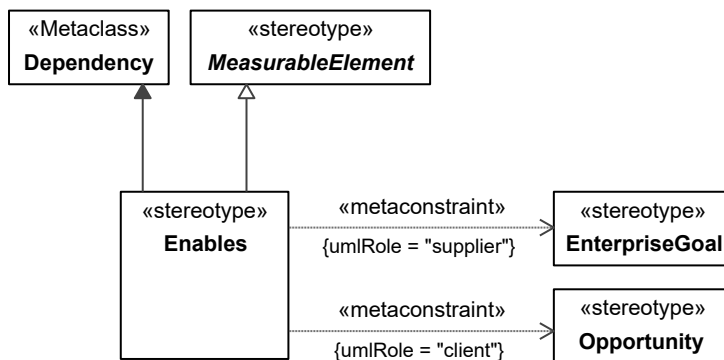 «Metaclass»
Dependency
«stereotype»
MeasurableElement
«stereotype»
Enables
«metaconstraint»
{umlRole = "supplier"}
«stereotype»
EnterpriseGoal
«metaconstraint»
{umlRole = "client"}
«stereotype»
Opportunity